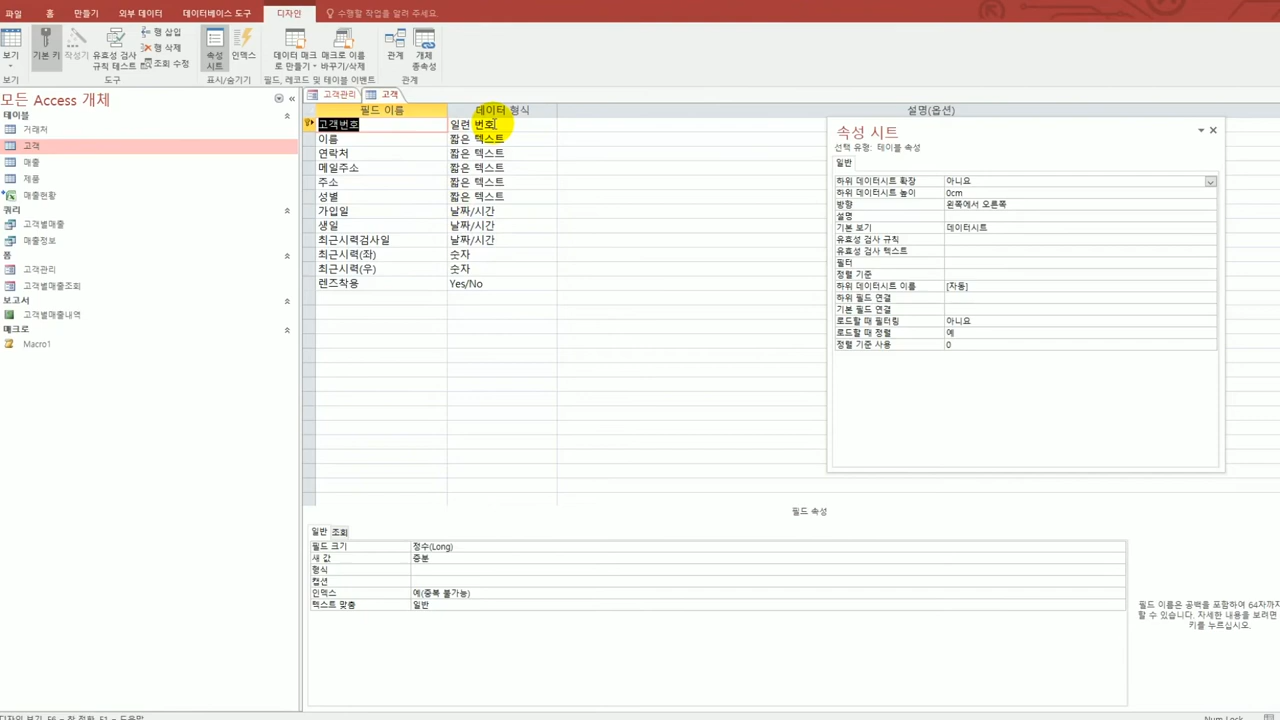 파일 홈 만들기 외부 데이터 데이터베이스 도구 디자인 수행할 작업을 알려 주세요.
보기
기본 키
작성기
유효성 검사
규칙 테스트
행 삽입
행 삭제
조회 수정
속성
시트
인덱스
데이터 매크
로 만들기
매크로 이름
바꾸기/삭제
관계
개체
종속성
보기 도구 표시/숨기기 필드, 레코드 및 테이블 이벤트 관계
모든 Access 개체
테이블
거래처
고객
매출
제품
매출현황
쿼리
고객별매출
매출정보
폼
고객관리
고객별매출조회
보고서
고객별매출내역
매크로
Macro1
고객관리 고객
필드 이름 데이터 형식 설명(옵션)
고객번호 일련 번호
이름 짧은 텍스트
연락처 짧은 텍스트
메일주소 짧은 텍스트
주소 짧은 텍스트
성별 짧은 텍스트
가입일 날짜/시간
생일 날짜/시간
최근시력검사일 날짜/시간
최근시력(좌) 숫자
최근시력(우) 숫자
렌즈착용 Yes/No
속성 시트
선택 유형: 테이블 속성
일반
하위 데이터시트 확장 아니요
하위 데이터시트 높이 0cm
방향 왼쪽에서 오른쪽
설명
기본 보기 데이터시트
유효성 검사 규칙
유효성 검사 텍스트
필터
정렬 기준
하위 데이터시트 이름 [자동]
하위 필드 연결
기본 필드 연결
로드할 때 필터링 아니요
로드할 때 정렬 예
정렬 기준 사용 0
필드 속성
일반 조회
필드 크기 정수(Long)
새 값 증분
형식
캡션
인덱스 예(중복 불가능)
텍스트 맞춤 일반
필드 이름은 공백을 포함하여 64자까지
할 수 있습니다. 자세한 내용을 보려면
키를 누르십시오.
디자인 보기. F6 = 창 전환. F1 = 도움말.
Num Lock